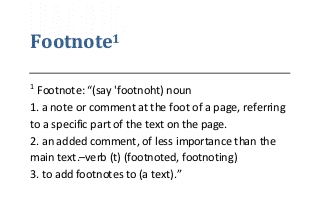 Footnote¹
¹ Footnote: “(say 'footnoht) noun
1. a note or comment at the foot of a page, referring
to a specific part of the text on the page.
2. an added comment, of less importance than the
main text.–verb (t) (footnoted, footnoting)
3. to add footnotes to (a text).”